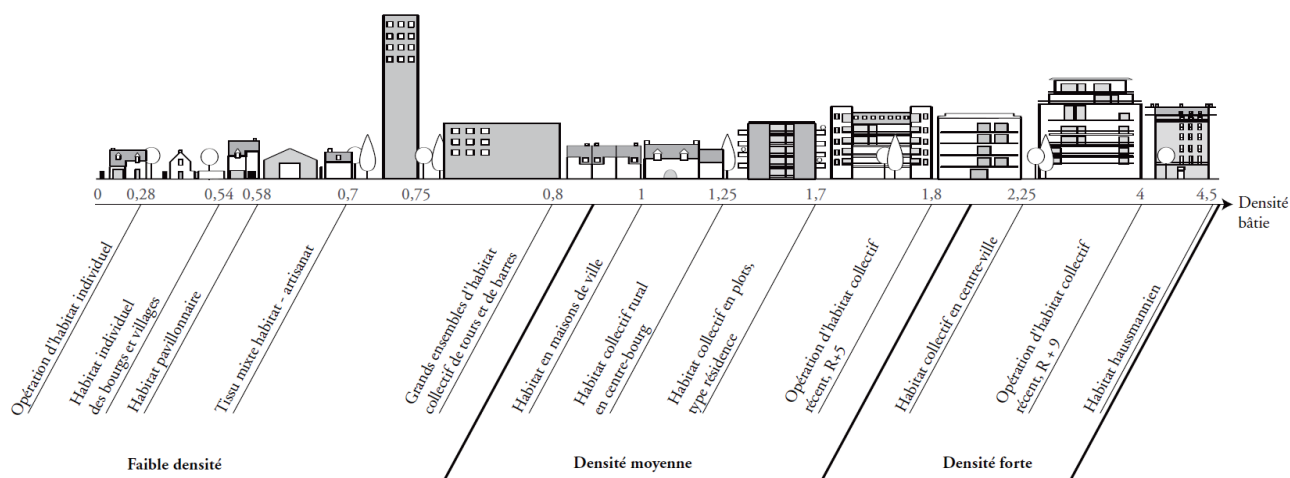 0
0,28
0,54
0,58
0,7
0,75
0,8
1
1,25
1,7
1,8
2,25
4
4,5
Densité
bâtie
Opération d'habitat individuel
Habitat individuel
des bourgs et villages
Habitat pavillonnaire
Tissu mixte habitat - artisanat
Grands ensembles d'habitat
collectif de tours et de barres
Habitat en maisons de ville
Habitat collectif rural
en centre-bourg
Habitat collectif en plots,
type résidence
Opération d'habitat collectif
récent, R+5
Habitat collectif en centre-ville
Opération d'habitat collectif
récent, R + 9
Habitat haussmannien
Faible densité
Densité moyenne
Densité forte